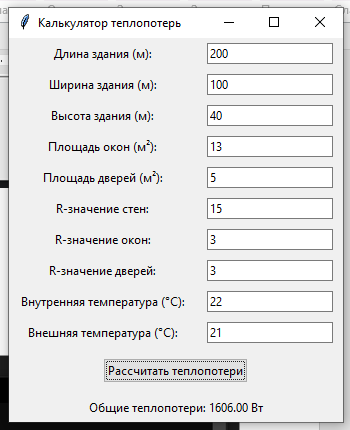 Калькулятор теплопотерь
Длина здания (м): 200
Ширина здания (м): 100
Высота здания (м): 40
Площадь окон (м²): 13
Площадь дверей (м²): 5
R-значение стен: 15
R-значение окон: 3
R-значение дверей: 3
Внутренняя температура (°C): 22
Внешняя температура (°C): 21
Рассчитать теплопотери
Общие теплопотери: 1606.00 Вт